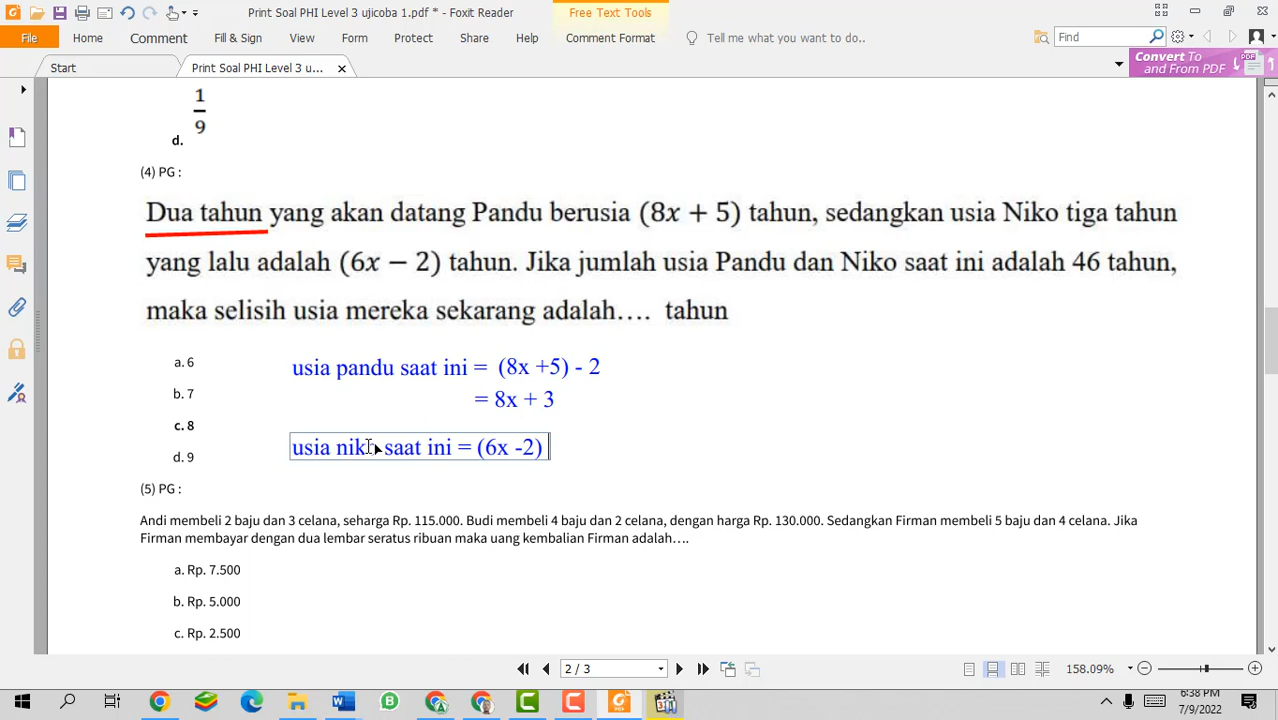 Print Soal PHI Level 3 ujicoba 1.pdf * - Foxit Reader
Free Text Tools
File
Home
Comment
Fill & Sign
View
Form
Protect
Share
Help
Comment Format
Tell me what you want to do..
Find
Start
Print Soal PHI Level 3 u...
Convert To
and From PDF
PDF
1
9
d.
(4) PG :
Dua tahun yang akan datang Pandu berusia (8x + 5) tahun, sedangkan usia Niko tiga tahun
yang lalu adalah (6x − 2) tahun. Jika jumlah usia Pandu dan Niko saat ini adalah 46 tahun,
maka selisih usia mereka sekarang adalah…. tahun
a. 6
usia pandu saat ini = (8x +5) - 2
b. 7
= 8x + 3
c. 8
usia niko saat ini = (6x -2)
d. 9
(5) PG :
Andi membeli 2 baju dan 3 celana, seharga Rp. 115.000. Budi membeli 4 baju dan 2 celana, dengan harga Rp. 130.000. Sedangkan Firman membeli 5 baju dan 4 celana. Jika
Firman membayar dengan dua lembar seratus ribuan maka uang kembalian Firman adalah….
a. Rp. 7.500
b. Rp. 5.000
c. Rp. 2.500
2 / 3
158.09%
6:38 PM
7/9/2022